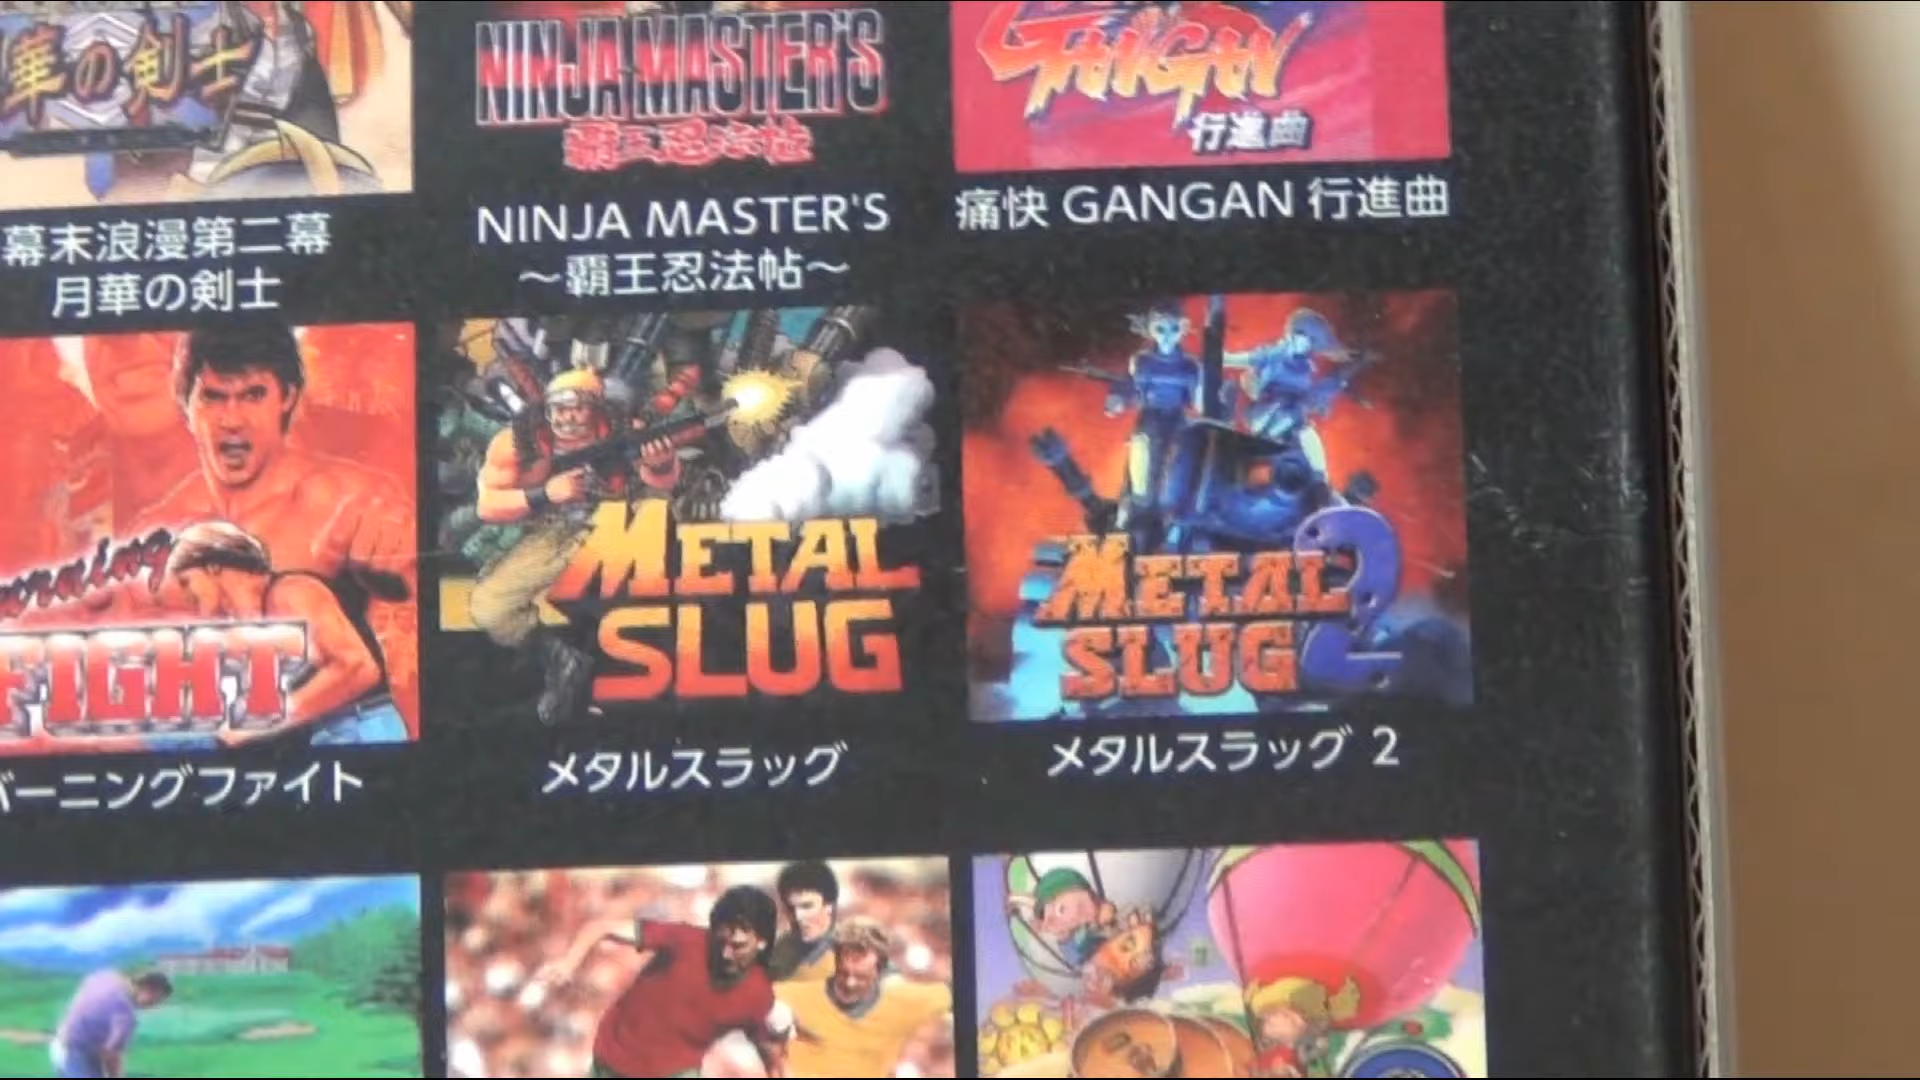 華の剣士
NINJA MASTER'S
覇王忍法帖
GANGAN
行進曲
幕末浪漫第二幕
月華の剣士
NINJA MASTER'S
～覇王忍法帖～
痛快 GANGAN 行進曲
Burning
FIGHT
METAL
SLUG
METAL
SLUG 2
バーニングファイト
メタルスラッグ
メタルスラッグ 2